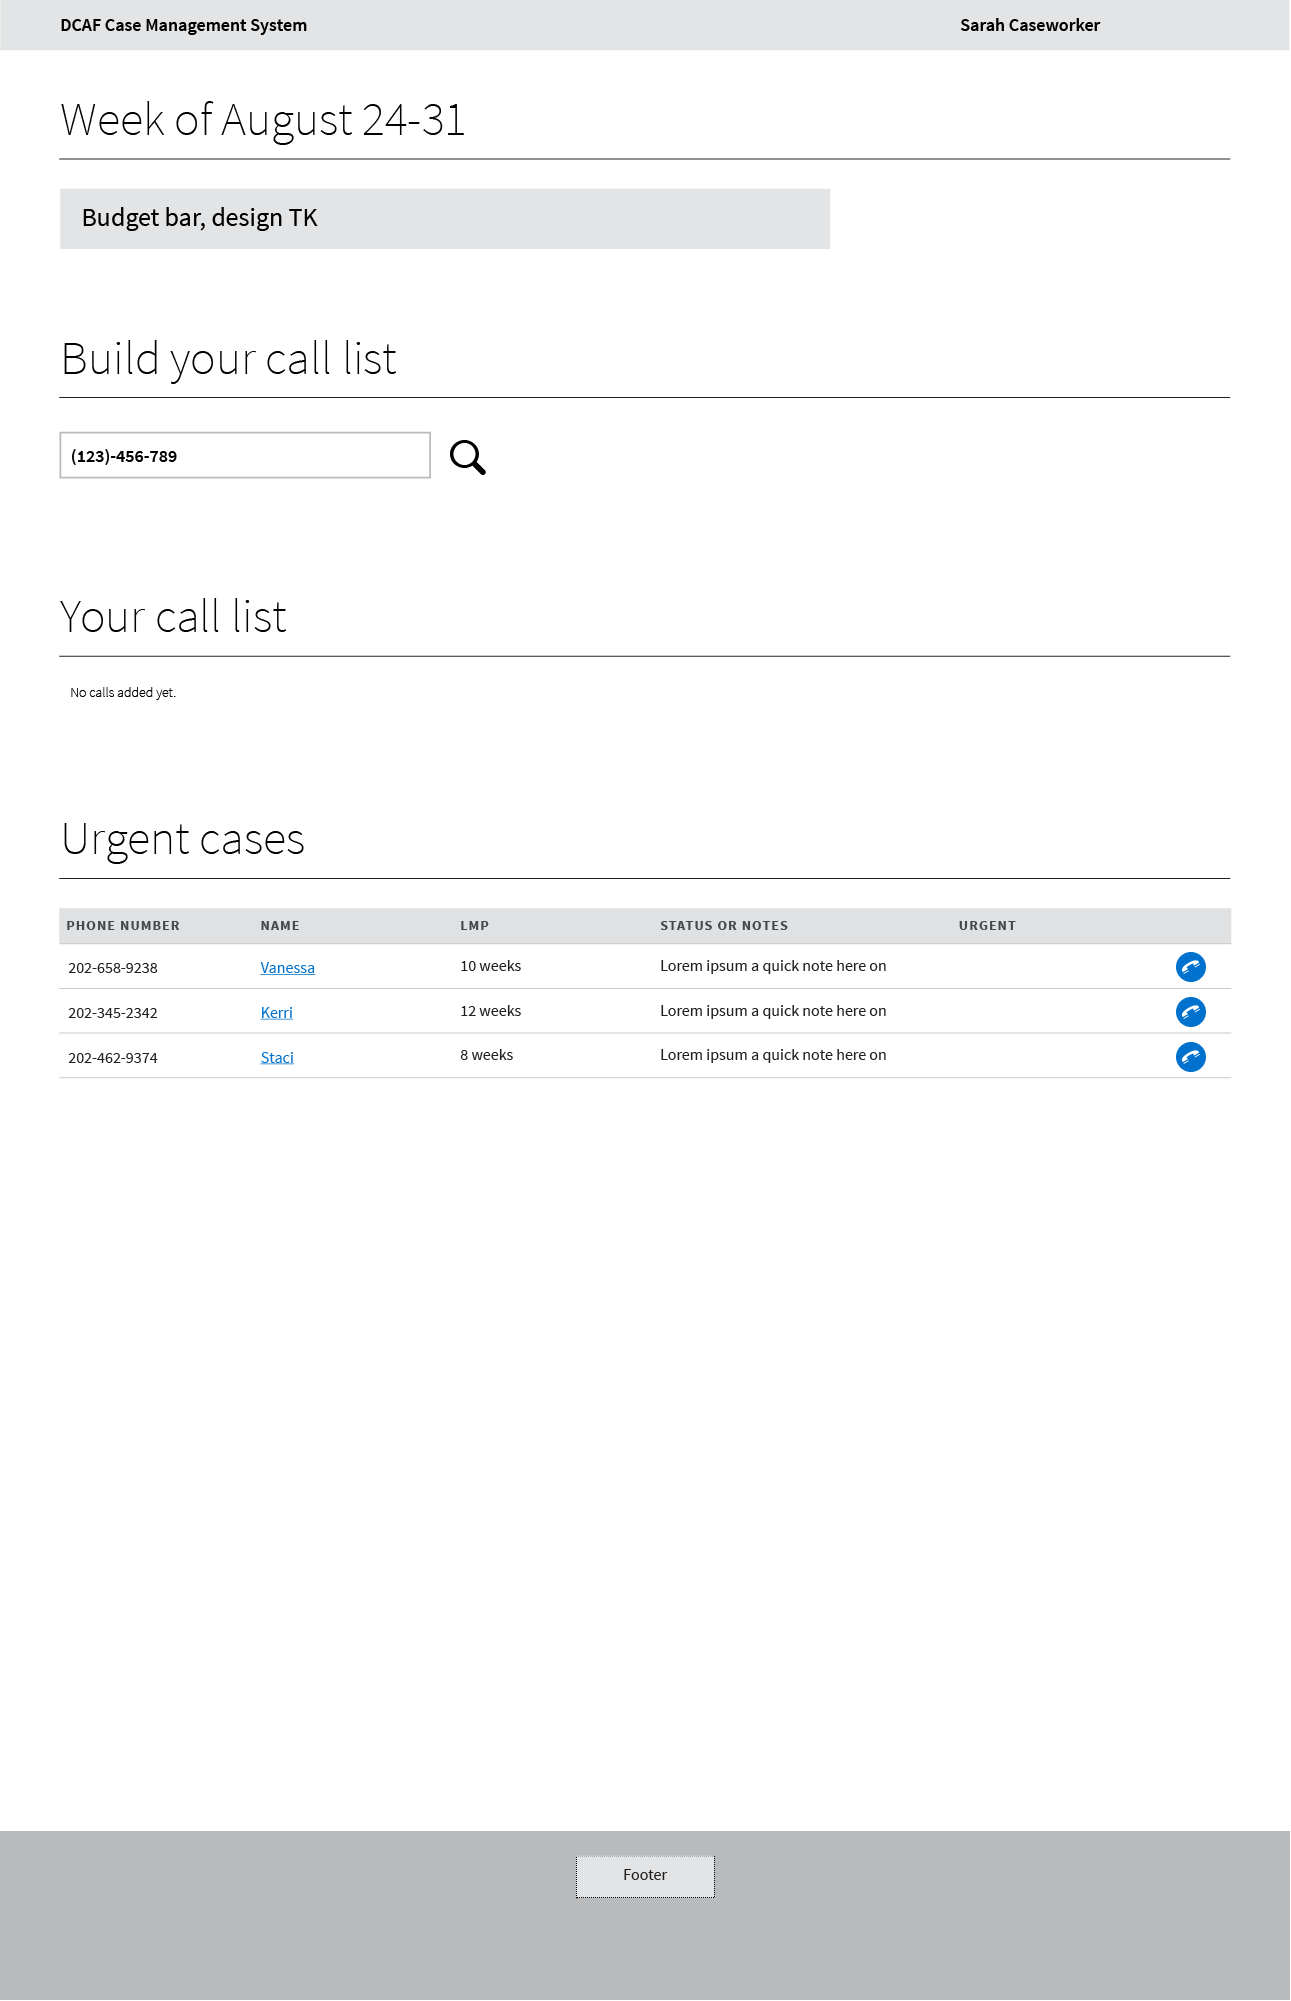 DCAF Case Management System Sarah Caseworker
Week of August 24-31
Budget bar, design TK
Build your call list
(123)-456-789
Your call list
No calls added yet.
Urgent cases
PHONE NUMBER NAME LMP STATUS OR NOTES URGENT
202-658-9238 Vanessa 10 weeks Lorem ipsum a quick note here on
202-345-2342 Kerri 12 weeks Lorem ipsum a quick note here on
202-462-9374 Staci 8 weeks Lorem ipsum a quick note here on
Footer